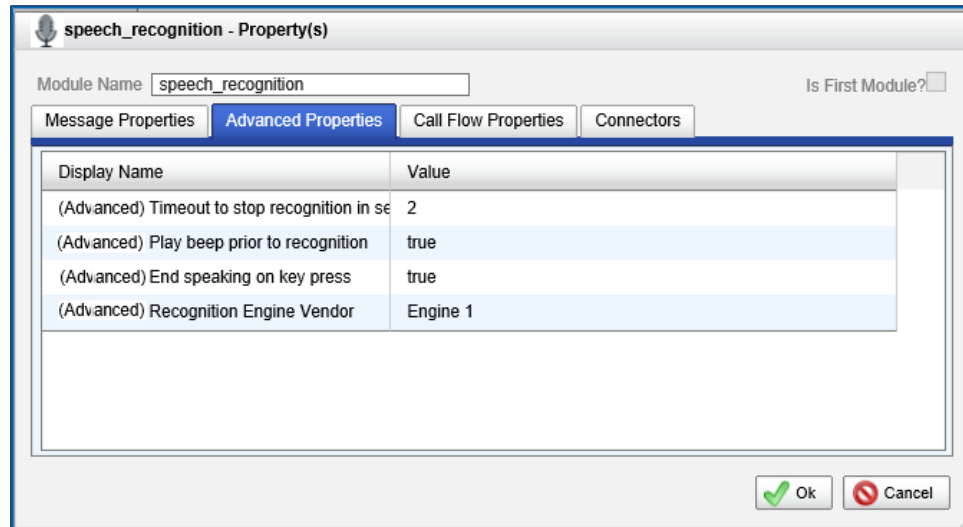 speech_recognition - Property(s)
Module Name speech_recognition Is First Module?
Message Properties Advanced Properties Call Flow Properties Connectors
Display Name Value
(Advanced) Timeout to stop recognition in se 2
(Advanced) Play beep prior to recognition true
(Advanced) End speaking on key press true
(Advanced) Recognition Engine Vendor Engine 1
Ok Cancel